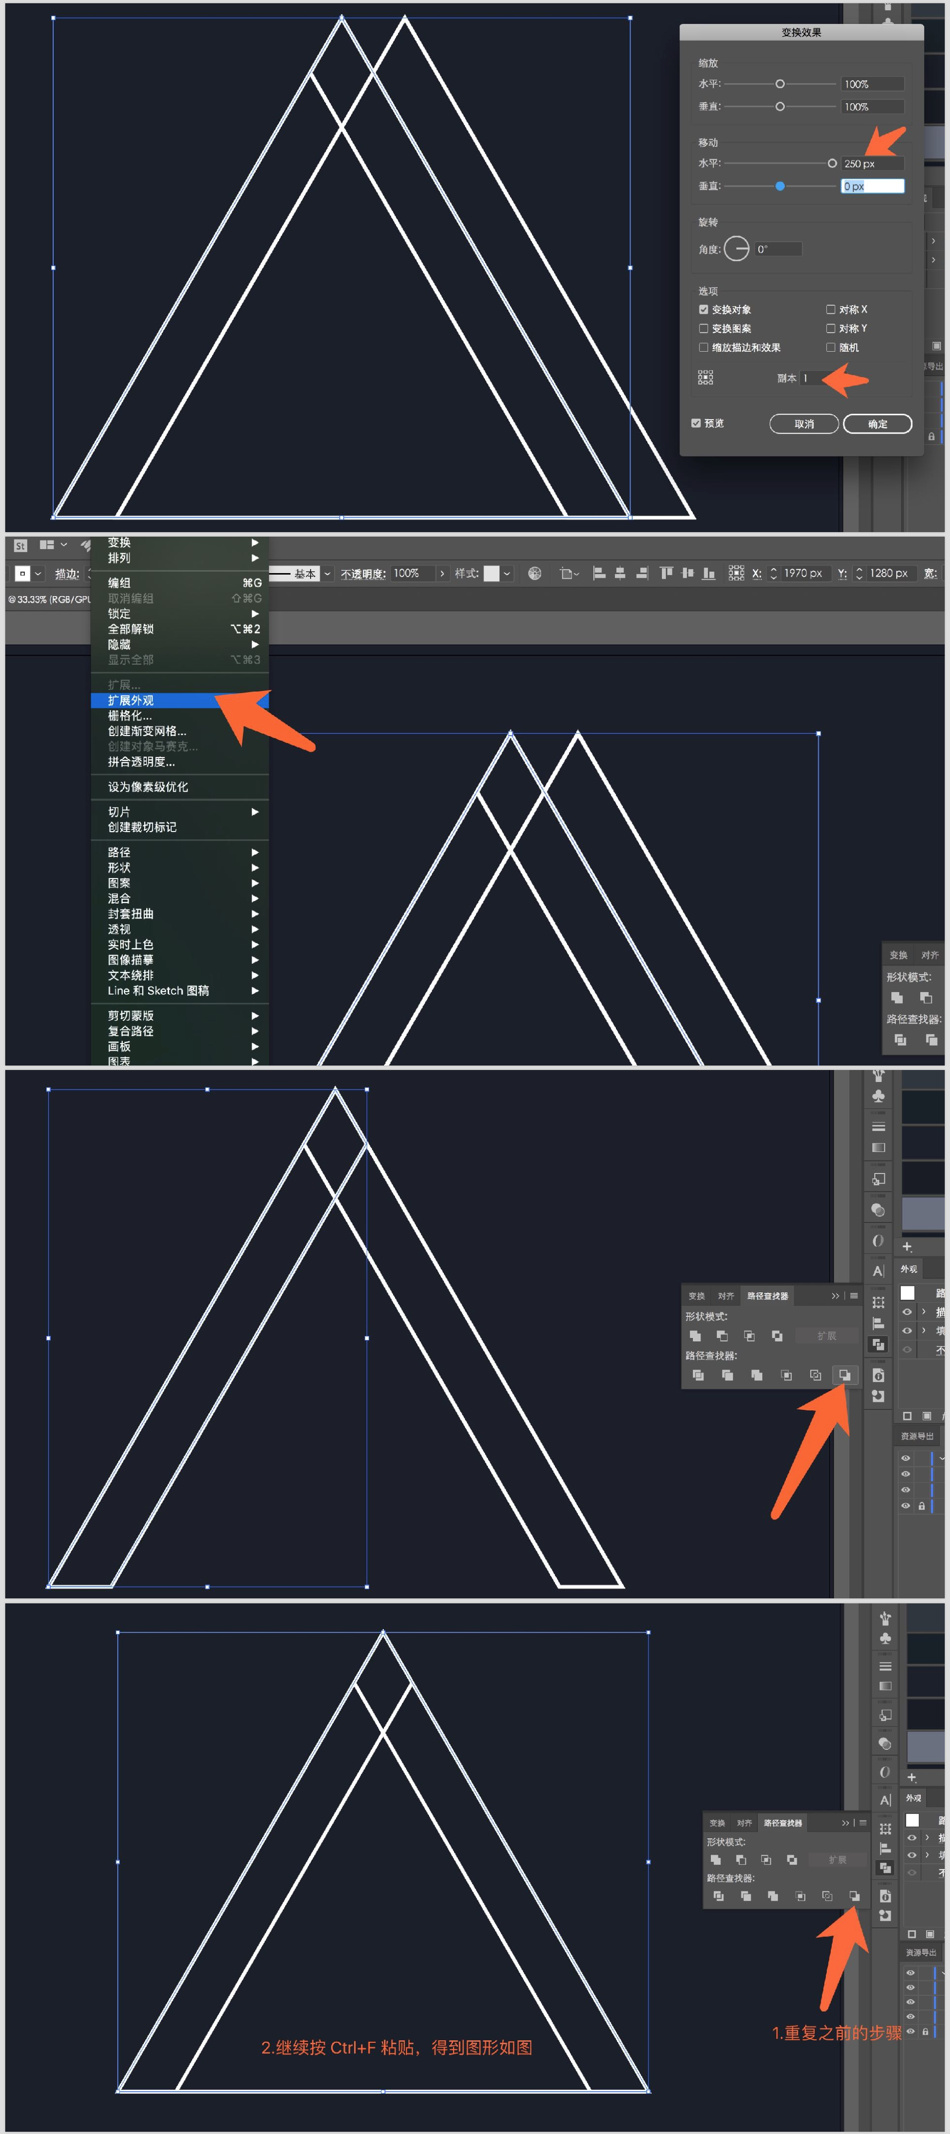 变换效果
缩放
水平: 100%
垂直: 100%
移动
水平: 250 px
垂直: 0 px
旋转
角度: 0°
选项
变换对象 对称 X
变换图案 对称 Y
缩放描边和效果 随机
副本 1
预览 取消 确定
源导出
St
变换
排列
描边: 基本 不透明度: 100% 样式: X: 1970 px Y: 1280 px 宽:
编组 ⌘G
@ 33.33% (RGB/GPU
取消编组 ⇧⌘G
锁定
全部解锁 ⌥⌘2
隐藏
显示全部 ⌥⌘3
扩展...
扩展外观
栅格化...
创建渐变网格...
创建对象马赛克...
拼合透明度...
设为像素级优化
切片
创建裁切标记
路径
形状
图案
混合
封套扭曲
透视
实时上色
图像描摹
文本绕排
Line 和 Sketch 图稿
剪切蒙版
复合路径
画板
图表
变换 对齐
形状模式:
路径查找器:
外观
变换 对齐 路径查找器
形状模式:
扩展
路径查找器:
资源导出
外观
变换 对齐 路径查找器
形状模式:
扩展
路径查找器:
资源导出
1.重复之前的步骤
2.继续按 Ctrl+F 粘贴，得到图形如图